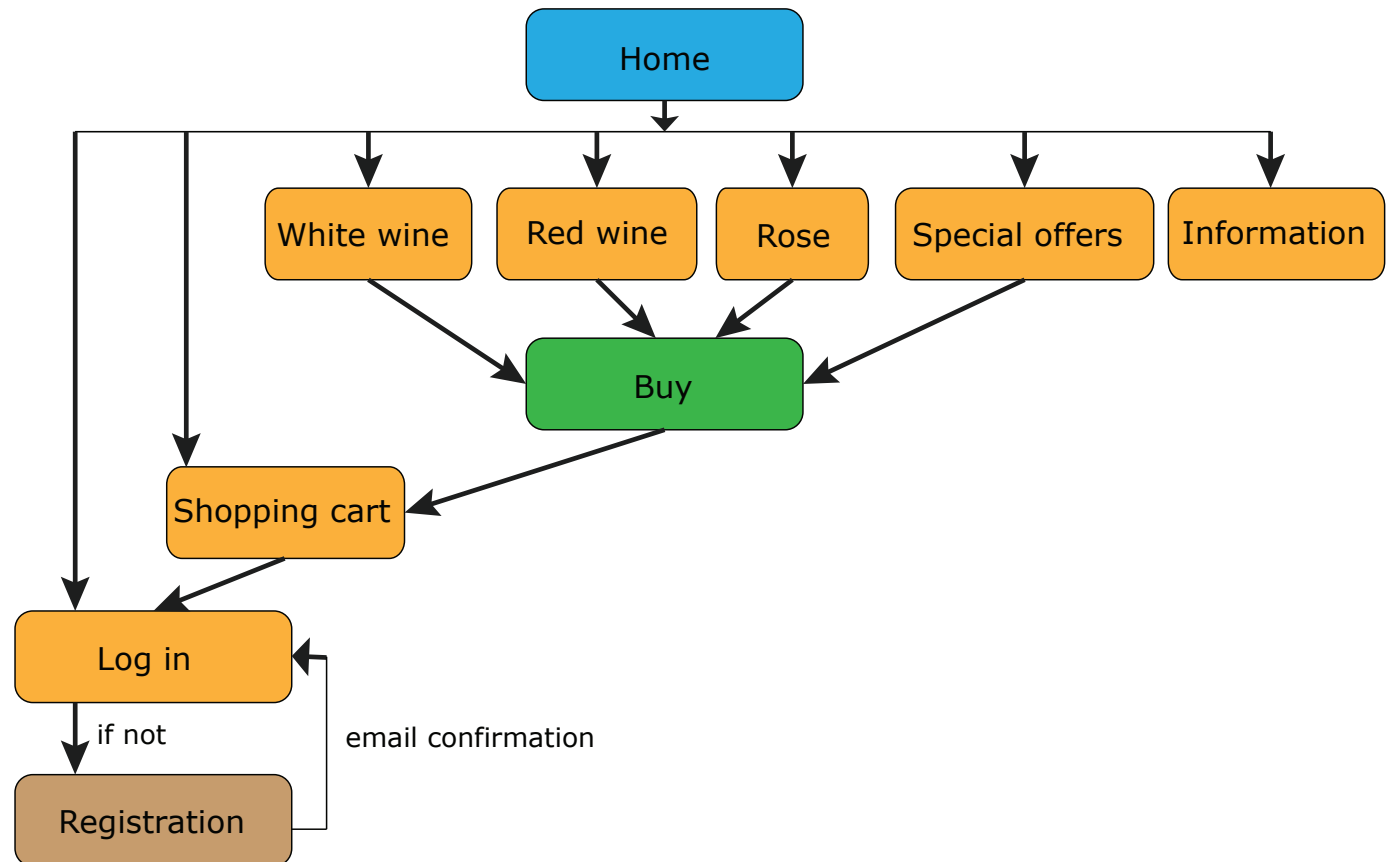 Home
White wine
Red wine
Rose
Special offers
Information
Buy
Shopping cart
Log in
if not
email confirmation
Registration